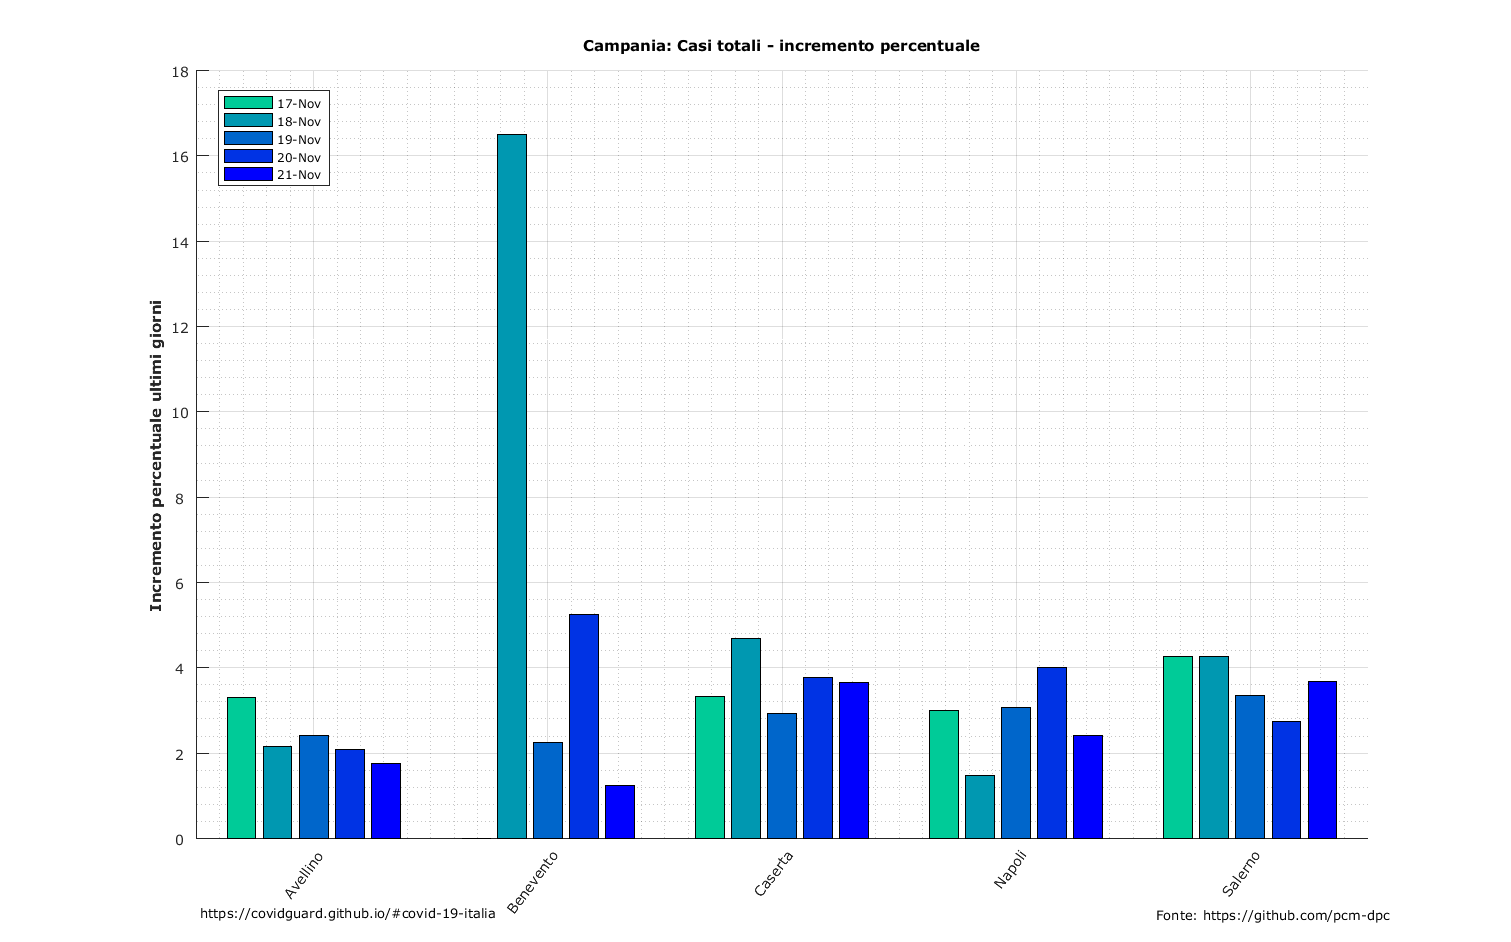 Campania: Casi totali - incremento percentuale
Incremento percentuale ultimi giorni
18
16
14
12
10
8
6
4
2
0
17-Nov
18-Nov
19-Nov
20-Nov
21-Nov
Avellino
Benevento
Caserta
Napoli
Salerno
https://covidguard.github.io/#covid-19-italia
Fonte: https://github.com/pcm-dpc